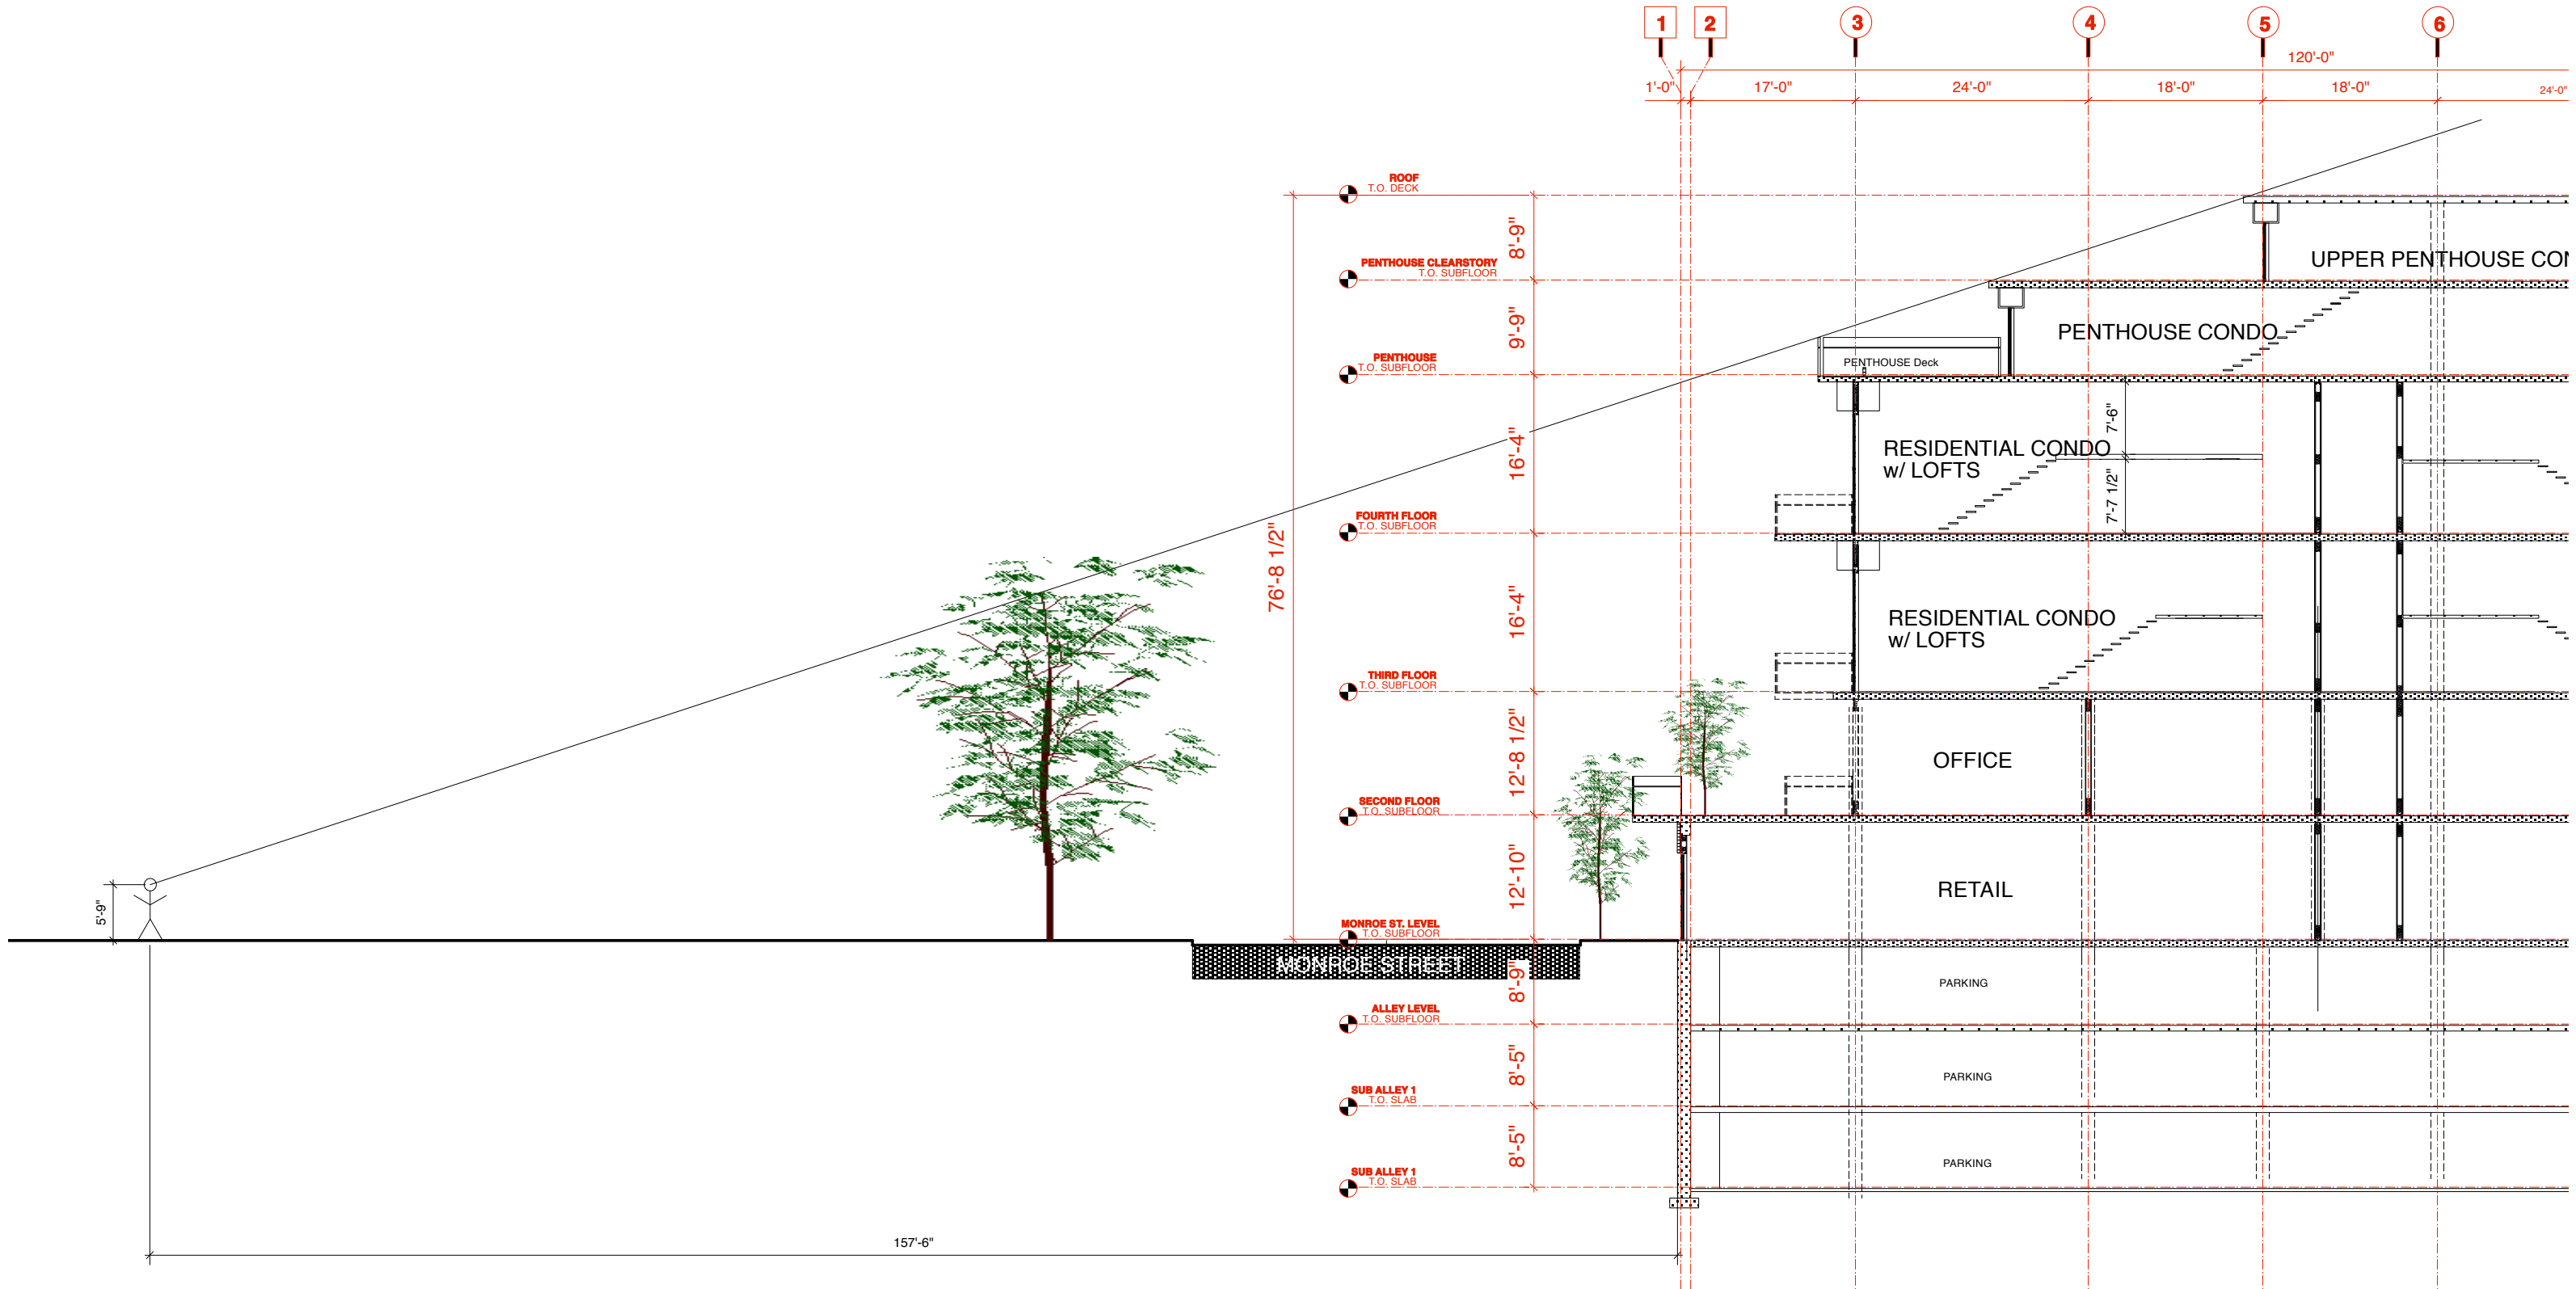 1 2 3 4 5 6
120'-0"
1'-0" 17'-0" 24'-0" 18'-0" 18'-0" 24'-0"
ROOF
T.O. DECK
8'-9"
PENTHOUSE CLEARSTORY
T.O. SUBFLOOR
UPPER PENTHOUSE CON
9'-9"
PENTHOUSE CONDO
PENTHOUSE
T.O. SUBFLOOR
PENTHOUSE Deck
16'-4"
7'-6"
RESIDENTIAL CONDO
w/ LOFTS
7'-7 1/2"
FOURTH FLOOR
T.O. SUBFLOOR
76'-8 1/2"
16'-4"
RESIDENTIAL CONDO
w/ LOFTS
THIRD FLOOR
T.O. SUBFLOOR
12'-8 1/2"
OFFICE
SECOND FLOOR
T.O. SUBFLOOR
12'-10"
RETAIL
5'-9"
MONROE ST. LEVEL
T.O. SUBFLOOR
MONROE STREET
8'-9"
PARKING
ALLEY LEVEL
T.O. SUBFLOOR
8'-5"
PARKING
SUB ALLEY 1
T.O. SLAB
8'-5"
PARKING
SUB ALLEY 1
T.O. SLAB
157'-6"